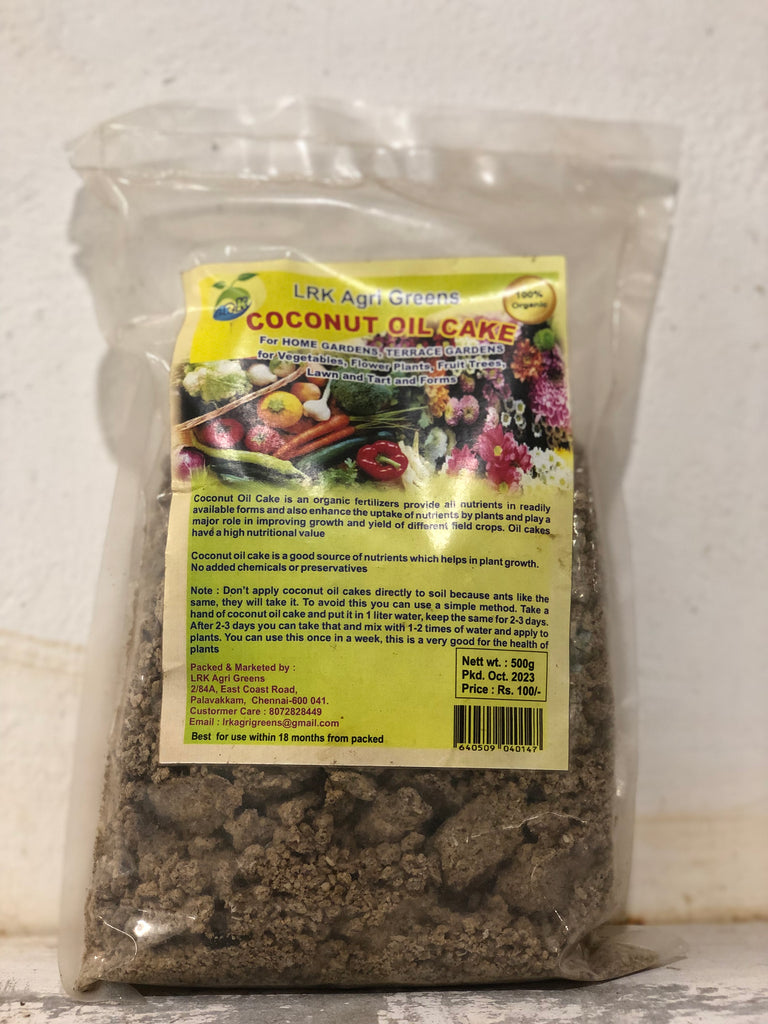 LRK Agri Greens
100%
Organic
COCONUT OIL CAKE
For HOME GARDENS, TERRACE GARDENS
for Vegetables, Flower Plants, Fruit Trees,
Lawn and Tart and Forms
Coconut Oil Cake is an organic fertilizers provide all nutrients in readily
available forms and also enhance the uptake of nutrients by plants and play a
major role in improving growth and yield of different field crops. Oil cakes
have a high nutritional value
Coconut oil cake is a good source of nutrients which helps in plant growth.
No added chemicals or preservatives
Note : Don't apply coconut oil cakes directly to soil because ants like the
same, they will take it. To avoid this you can use a simple method. Take a
hand of coconut oil cake and put it in 1 liter water, keep the same for 2-3 days.
After 2-3 days you can take that and mix with 1-2 times of water and apply to
plants. You can use this once in a week, this is a very good for the health of
plants
Packed & Marketed by :
LRK Agri Greens
2/84A, East Coast Road,
Palavakkam, Chennai-600 041.
Custormer Care : 8072828449
Email : lrkagrigreens@gmail.com
Best for use within 18 months from packed
Nett wt. : 500g
Pkd. Oct. 2023
Price : Rs. 100/-
640509 040147